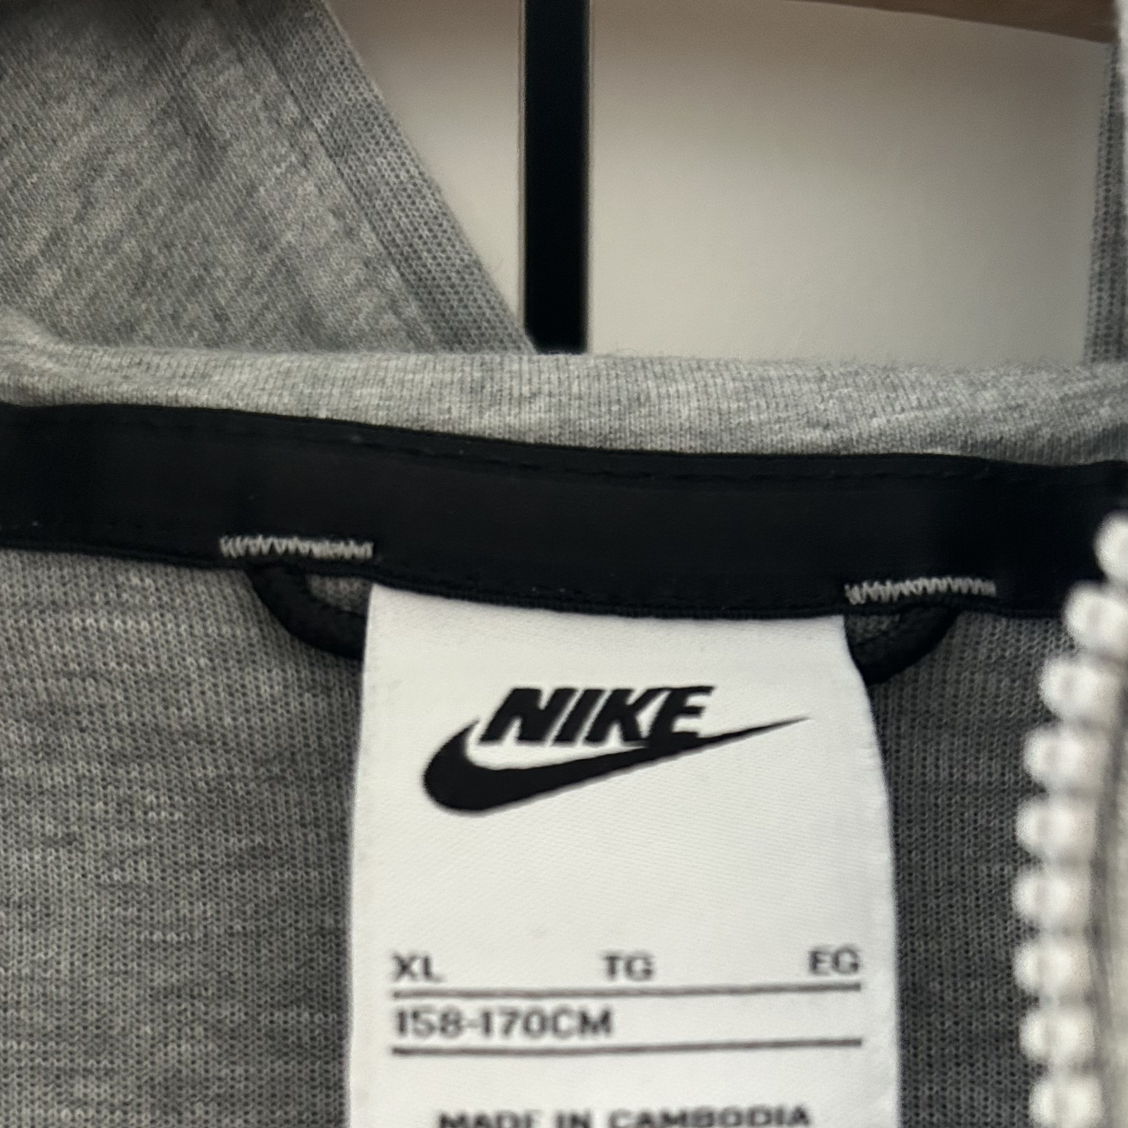 NIKE
XL TG EG
158-170CM
MADE IN CAMBODIA